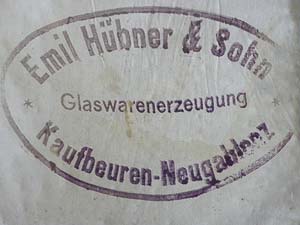 Emil Hübner & Sohn
* Glaswarenerzeugung *
Kaufbeuren-Neugablonz